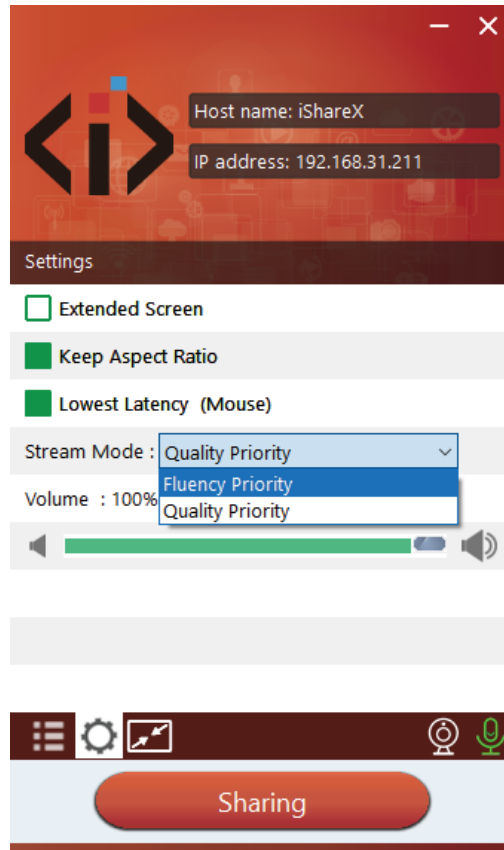 Host name: iShareX
IP address: 192.168.31.211
Settings
Extended Screen
Keep Aspect Ratio
Lowest Latency (Mouse)
Stream Mode : Quality Priority
Fluency Priority
Volume : 100%
Quality Priority
Sharing